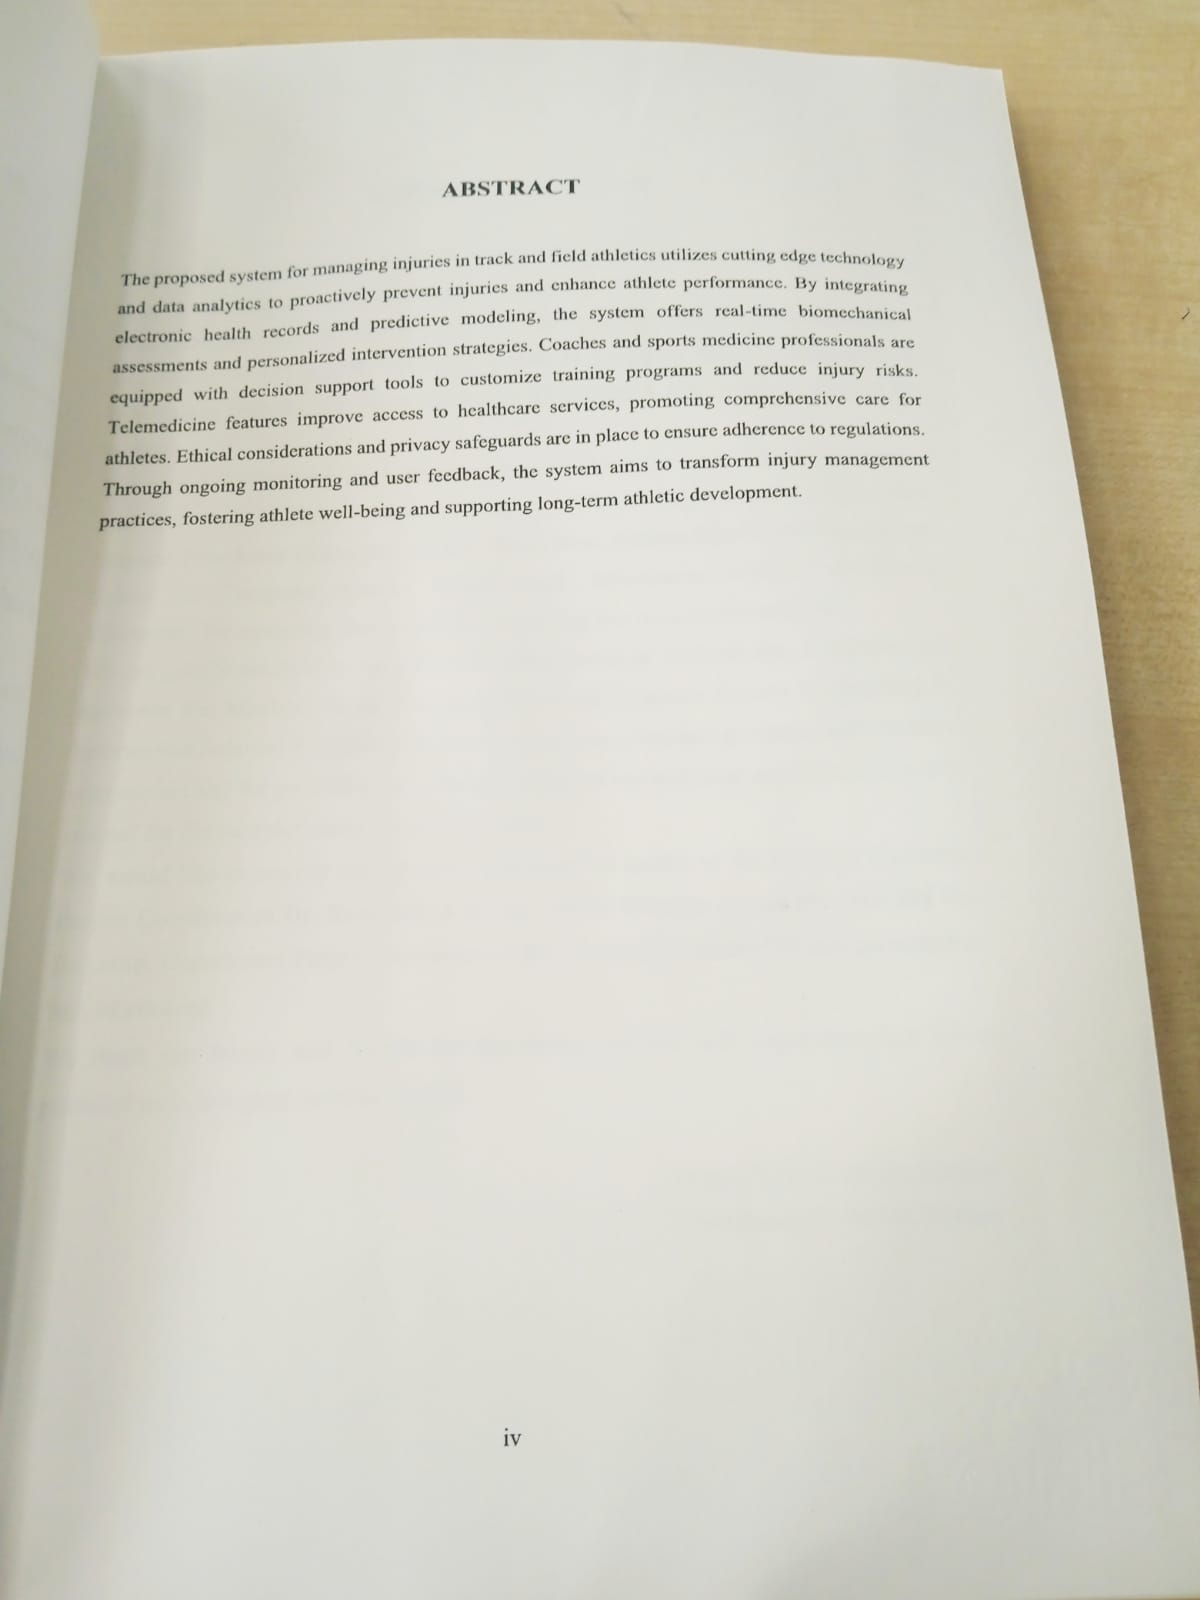 ABSTRACT
The proposed system for managing injuries in track and field athletics utilizes cutting edge technology
and data analytics to proactively prevent injuries and enhance athlete performance. By integrating
electronic health records and predictive modeling, the system offers real-time biomechanical
assessments and personalized intervention strategies. Coaches and sports medicine professionals are
equipped with decision support tools to customize training programs and reduce injury risks.
Telemedicine features improve access to healthcare services, promoting comprehensive care for
athletes. Ethical considerations and privacy safeguards are in place to ensure adherence to regulations.
Through ongoing monitoring and user feedback, the system aims to transform injury management
practices, fostering athlete well-being and supporting long-term athletic development.
iv